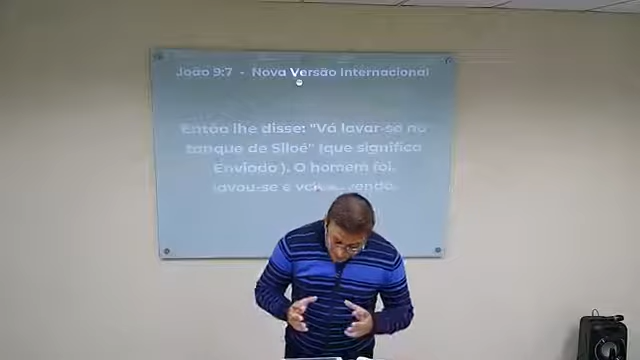 João 9:7 - Nova Versão Internacional
Então lhe disse: "Vá lavar-se no
tanque de Siloé" (que significa
Enviado ). O homem foi,
lavou-se e